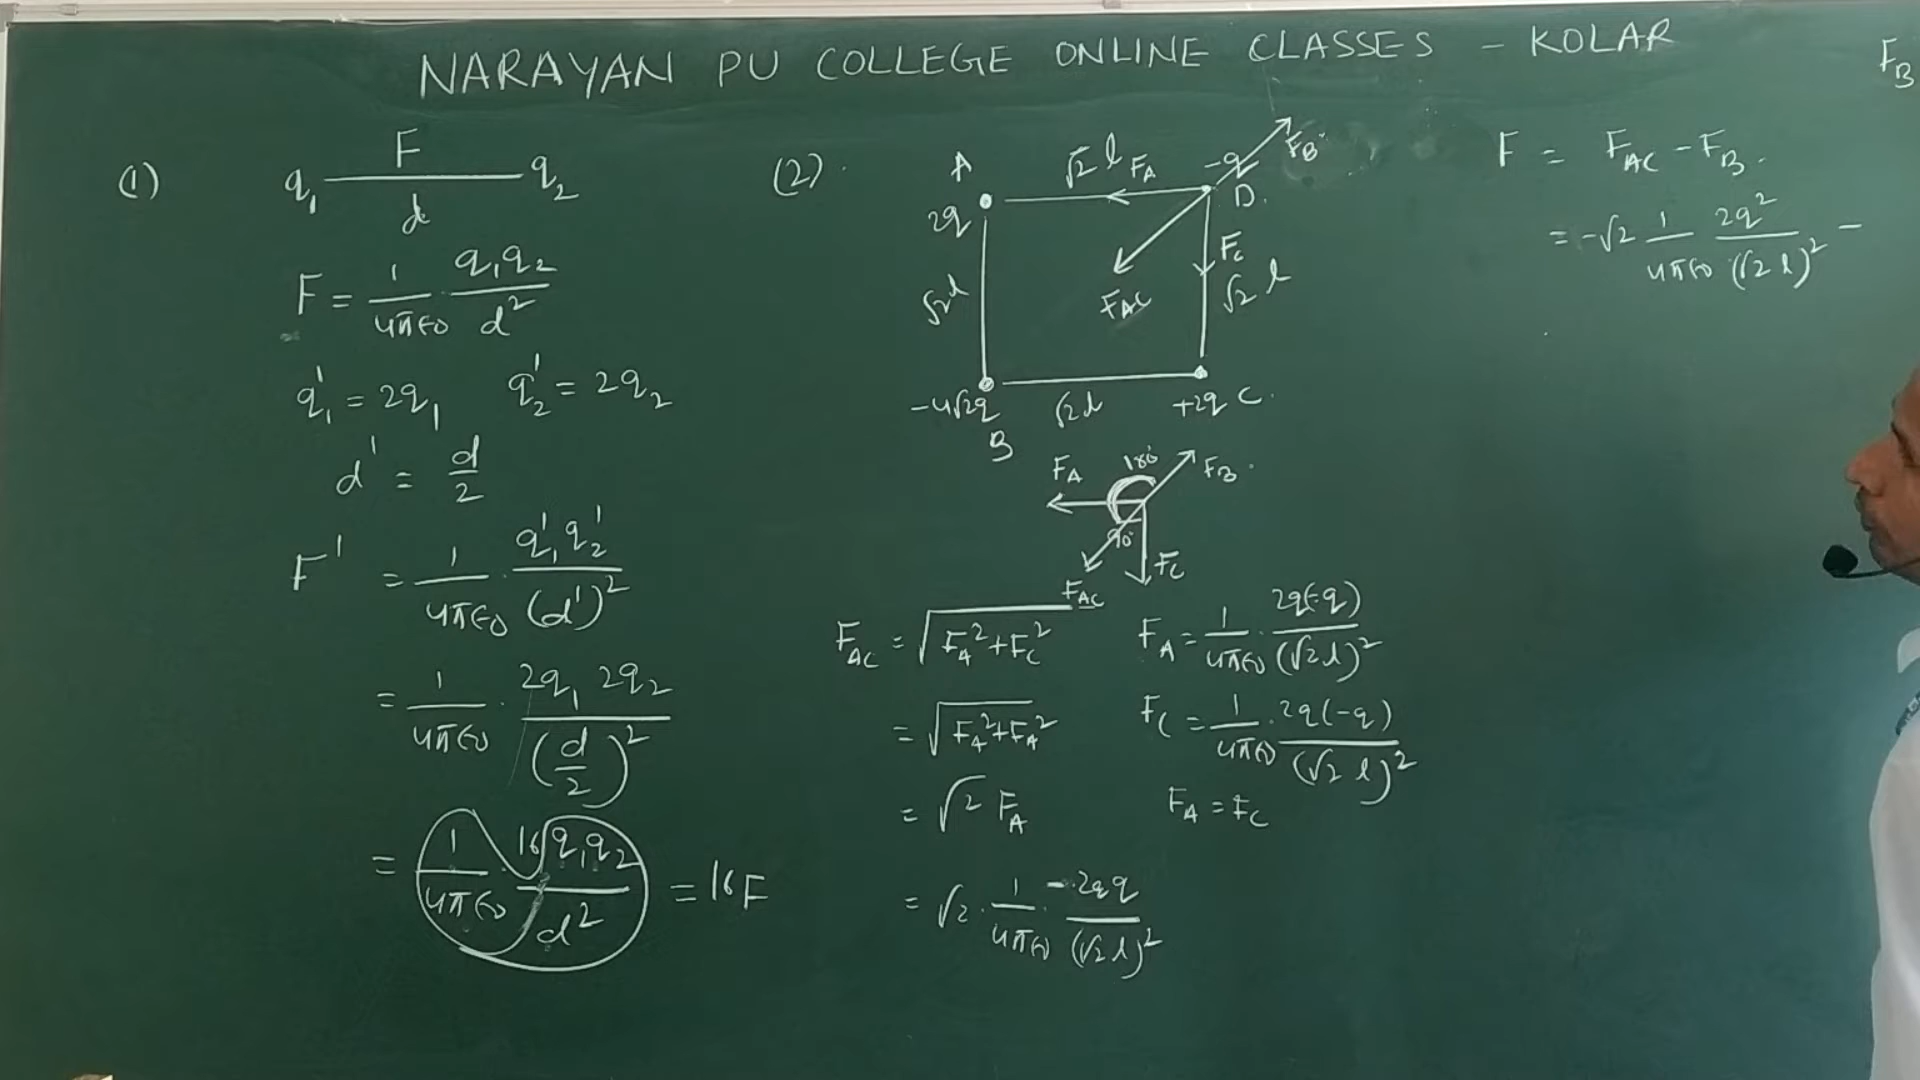 NARAYAN PU COLLEGE ONLINE CLASSES - KOLAR
F_B
(1)
F
q₁ ——— q₂
d
F = 1/4πε₀ · q₁q₂/d²
q₁' = 2q₁ q₂' = 2q₂
d' = d/2
F' = 1/4πε₀ · q₁'q₂'/(d')²
= 1/4πε₀ · 2q₁ 2q₂/(d/2)²
= 1/4πε₀ · 16 q₁q₂/d² = 16F
(2).
A √2 l F_A -q F_B
2q D.
F_C
√2 l F_AC √2 l
-4√2q √2 l +2q C.
B
F_A 180° F_B
90°
F_AC F_C
F_AC = √(F_A² + F_C²)
= √(F_A² + F_A²)
= √2 F_A
= √2 · 1/4πε₀ · -2qq/(√2 l)²
F_A = 1/4πε₀ · 2q(-q)/(√2 l)²
F_C = 1/4πε₀ · 2q(-q)/(√2 l)²
F_A = F_C
F = F_AC - F_B.
= -√2 1/4πε₀ · 2q²/(√2 l)² -